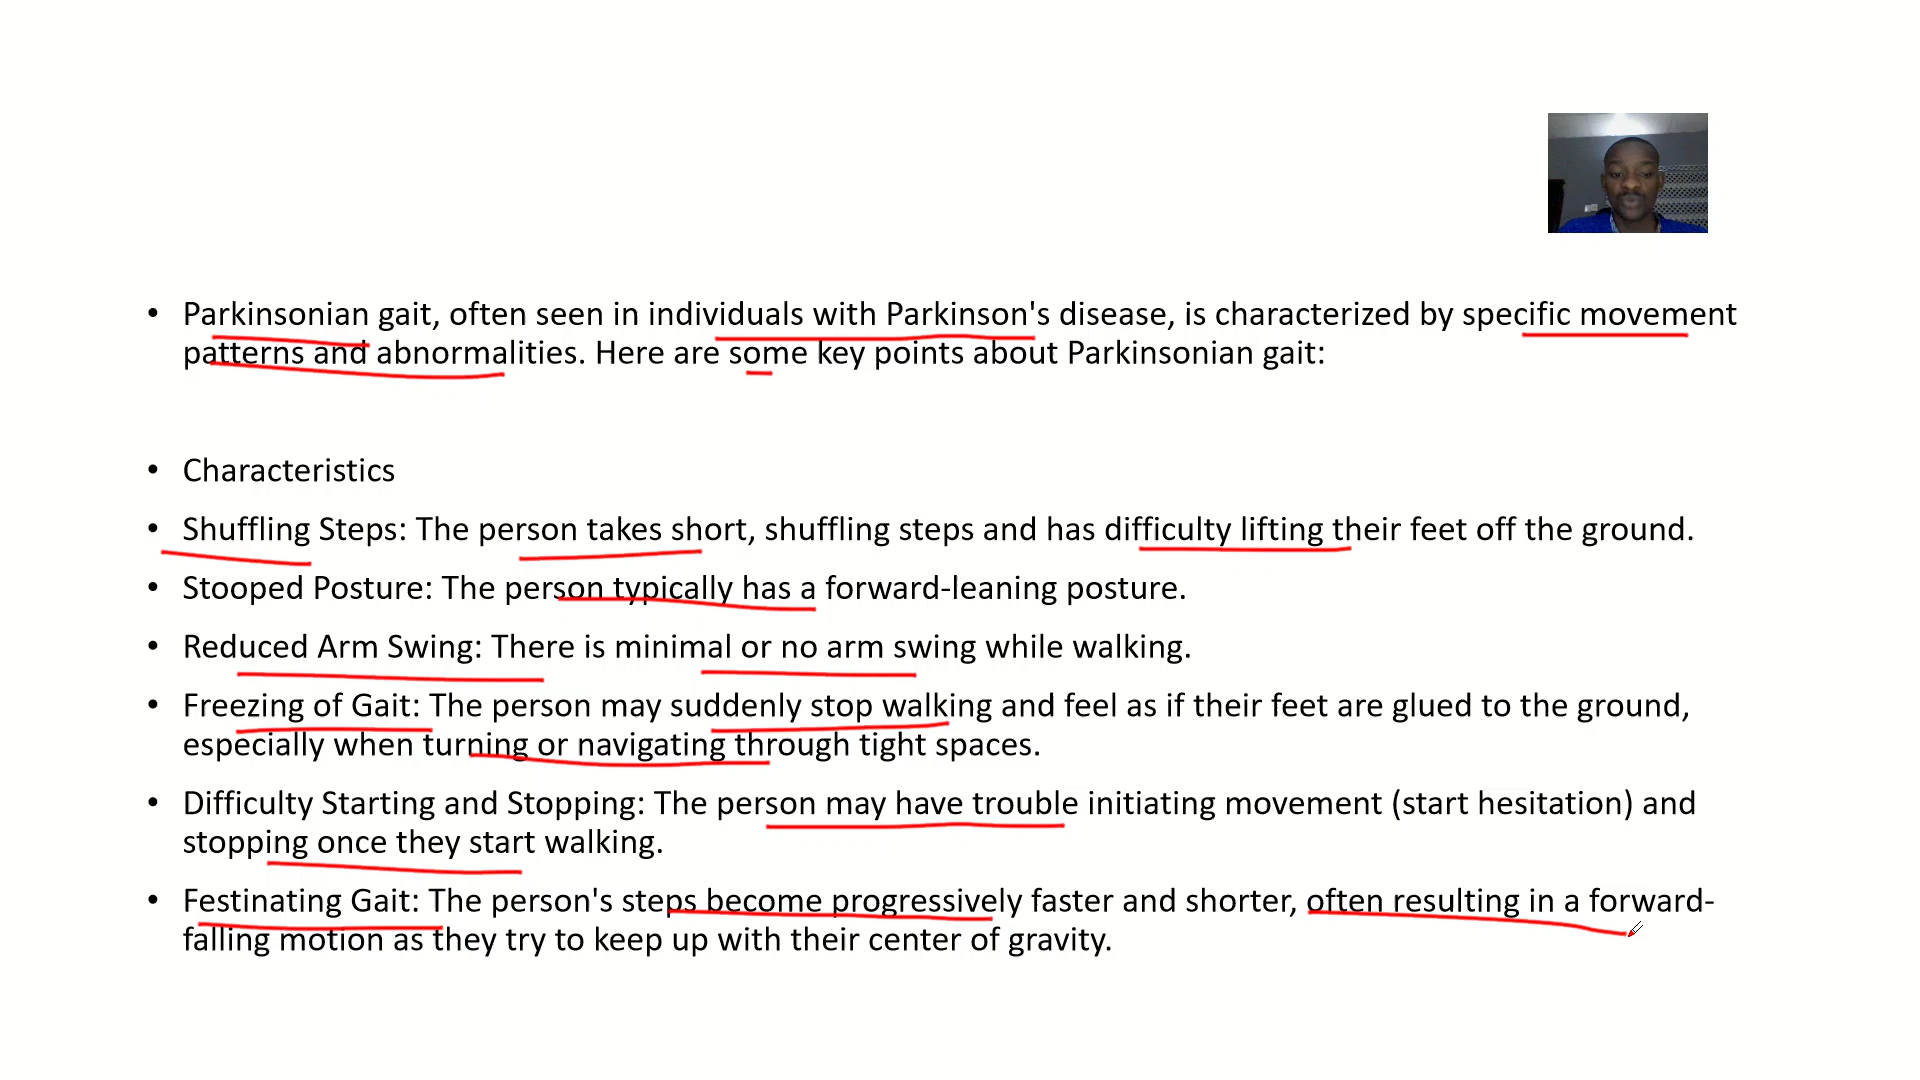 • Parkinsonian gait, often seen in individuals with Parkinson's disease, is characterized by specific movement
patterns and abnormalities. Here are some key points about Parkinsonian gait:
• Characteristics
• Shuffling Steps: The person takes short, shuffling steps and has difficulty lifting their feet off the ground.
• Stooped Posture: The person typically has a forward-leaning posture.
• Reduced Arm Swing: There is minimal or no arm swing while walking.
• Freezing of Gait: The person may suddenly stop walking and feel as if their feet are glued to the ground,
especially when turning or navigating through tight spaces.
• Difficulty Starting and Stopping: The person may have trouble initiating movement (start hesitation) and
stopping once they start walking.
• Festinating Gait: The person's steps become progressively faster and shorter, often resulting in a forward-
falling motion as they try to keep up with their center of gravity.